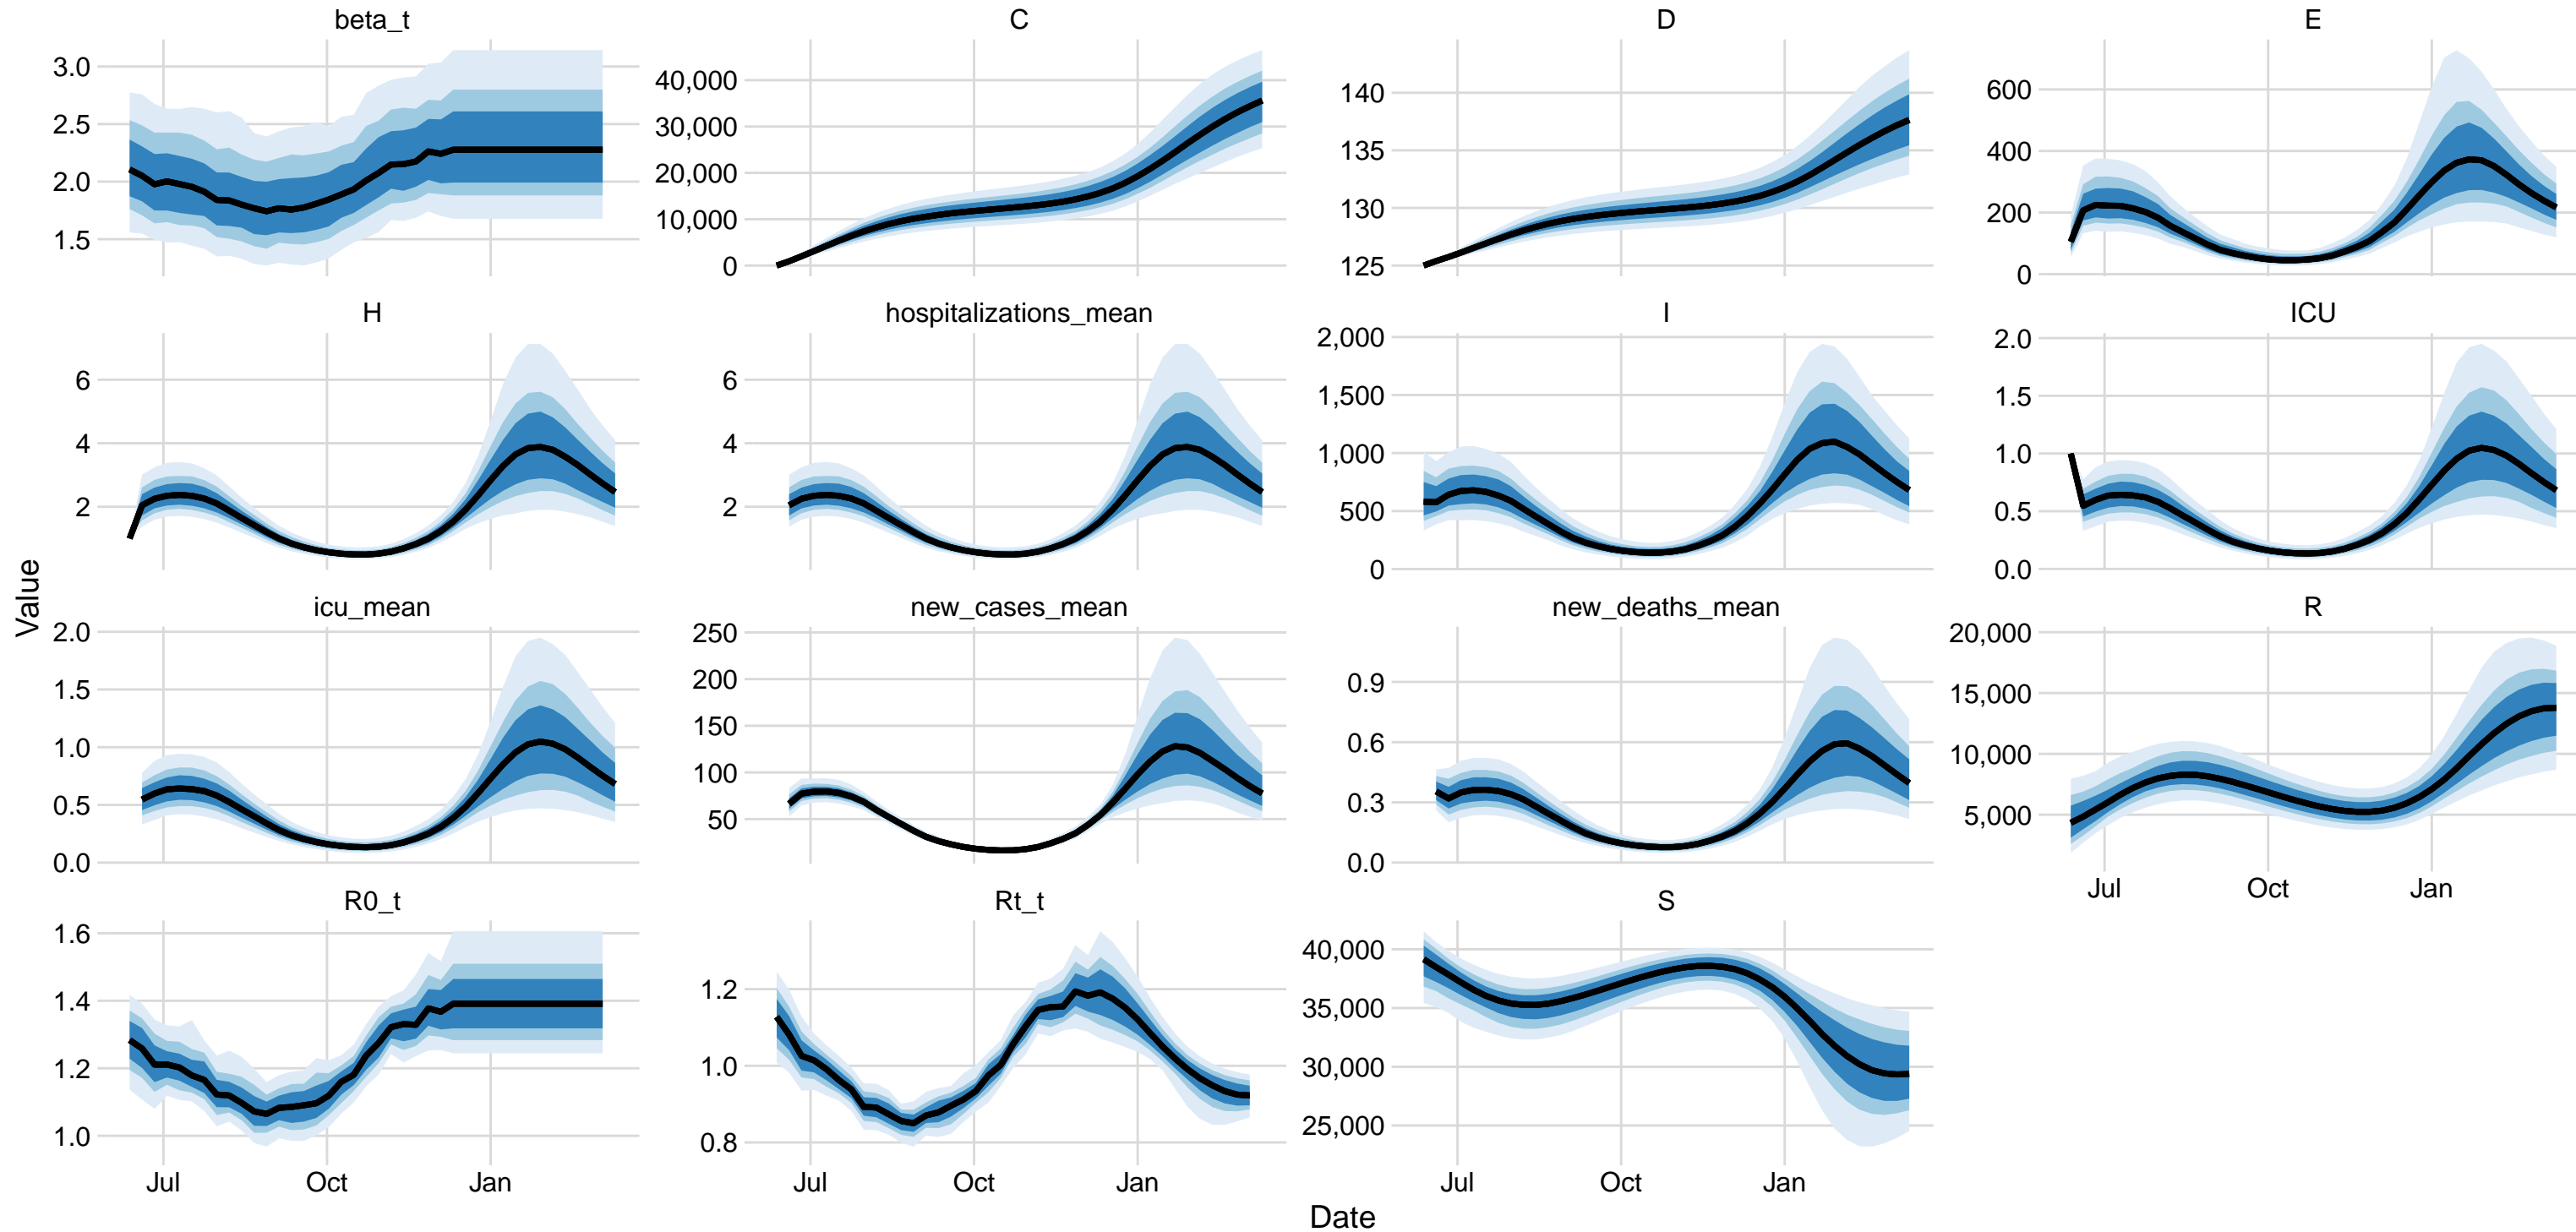 beta_t
3.0
2.5
2.0
1.5
C
40,000
30,000
20,000
10,000
0
D
140
135
130
125
E
600
400
200
0
H
6
4
2
hospitalizations_mean
6
4
2
I
2,000
1,500
1,000
500
0
ICU
2.0
1.5
1.0
0.5
0.0
Value
icu_mean
2.0
1.5
1.0
0.5
0.0
new_cases_mean
250
200
150
100
50
new_deaths_mean
0.9
0.6
0.3
0.0
R
20,000
15,000
10,000
5,000
Jul Oct Jan
R0_t
1.6
1.4
1.2
1.0
Jul Oct Jan
Rt_t
1.2
1.0
0.8
Jul Oct Jan
S
40,000
35,000
30,000
25,000
Jul Oct Jan
Date